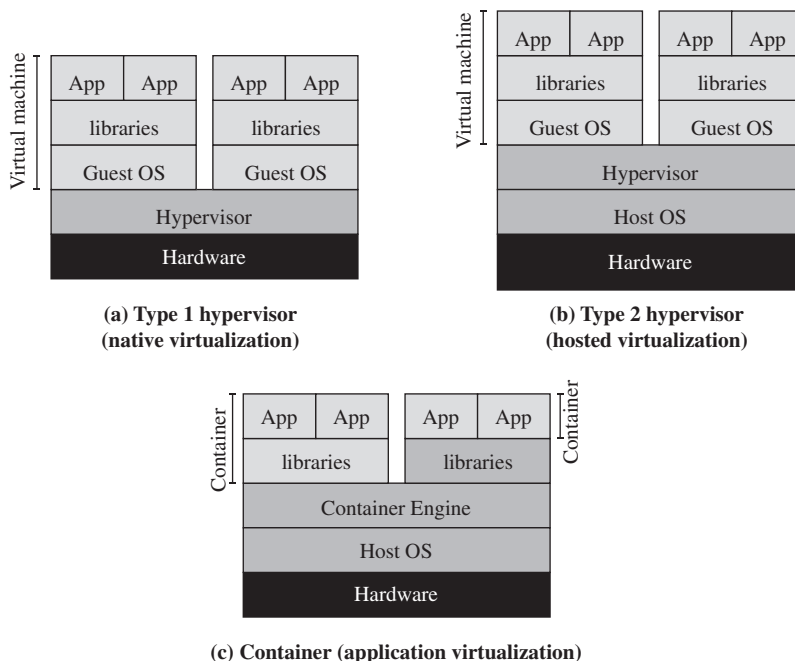 Virtual machine
App App App App
libraries libraries
Guest OS Guest OS
Hypervisor
Hardware
(a) Type 1 hypervisor
(native virtualization)
Virtual machine
App App App App
libraries libraries
Guest OS Guest OS
Hypervisor
Host OS
Hardware
(b) Type 2 hypervisor
(hosted virtualization)
Container
App App App App
Container
libraries libraries
Container Engine
Host OS
Hardware
(c) Container (application virtualization)